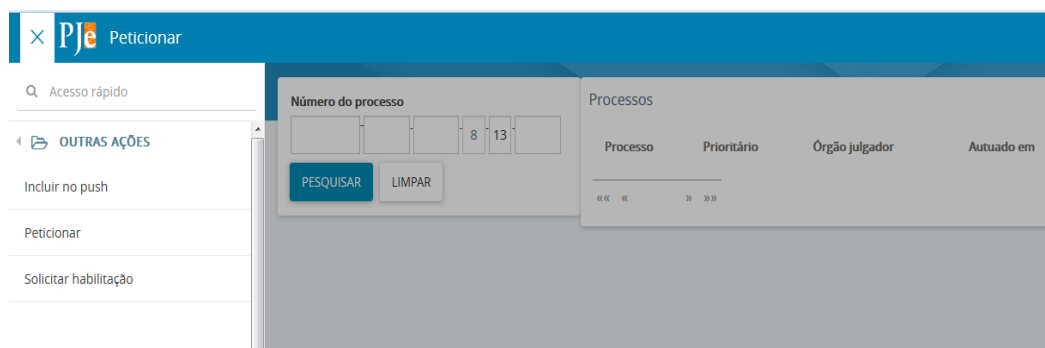 × PJe Peticionar
Acesso rápido
OUTRAS AÇÕES
Incluir no push
Peticionar
Solicitar habilitação
Número do processo
- - - 8 - 13 -
PESQUISAR LIMPAR
Processos
Processo Prioritário Órgão julgador Autuado em
«« « » »»